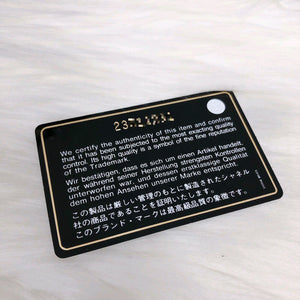 We certify the authenticity of this item and confirm
that it has been subjected to the most exacting quality
control. Its high quality is a symbol of the fine reputation
of the Trademark.
Wir bestätigen, dass es sich um einen Artikel handelt,
der während seiner Herstellung strengsten Kontrollen
unterworfen war, und dessen erstklassige Qualität
dem hohen Ansehen unserer Marke entspricht.
この製品は厳しい管理のもとに製造されたシャネル
社の商品であることを証明いたします。
このブランド・マークは最高級品質の象徴です。